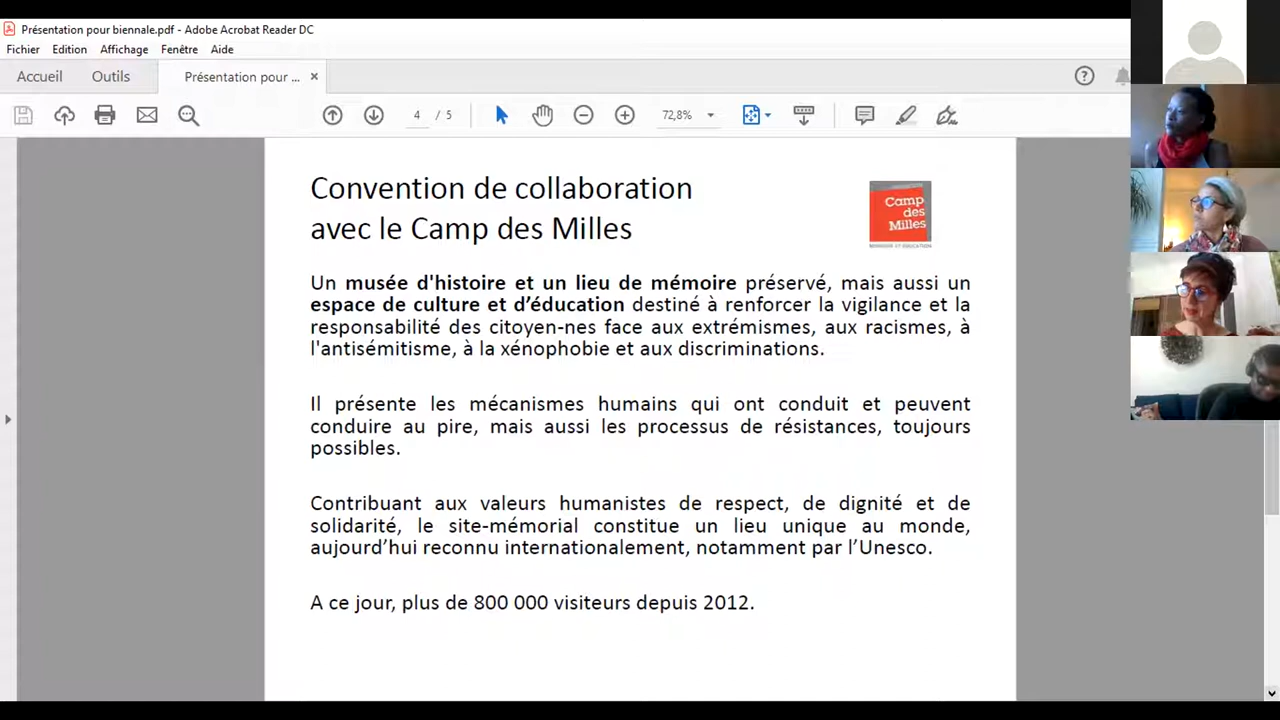 Présentation pour biennale.pdf - Adobe Acrobat Reader DC
Fichier Edition Affichage Fenêtre Aide
Accueil Outils Présentation pour ... ×
4 / 5 72,8%
Convention de collaboration
avec le Camp des Milles
Camp
des
Milles
MÉMOIRE ET ÉDUCATION
Un musée d'histoire et un lieu de mémoire préservé, mais aussi un
espace de culture et d’éducation destiné à renforcer la vigilance et la
responsabilité des citoyen-nes face aux extrémismes, aux racismes, à
l'antisémitisme, à la xénophobie et aux discriminations.
Il présente les mécanismes humains qui ont conduit et peuvent
conduire au pire, mais aussi les processus de résistances, toujours
possibles.
Contribuant aux valeurs humanistes de respect, de dignité et de
solidarité, le site-mémorial constitue un lieu unique au monde,
aujourd’hui reconnu internationalement, notamment par l’Unesco.
A ce jour, plus de 800 000 visiteurs depuis 2012.